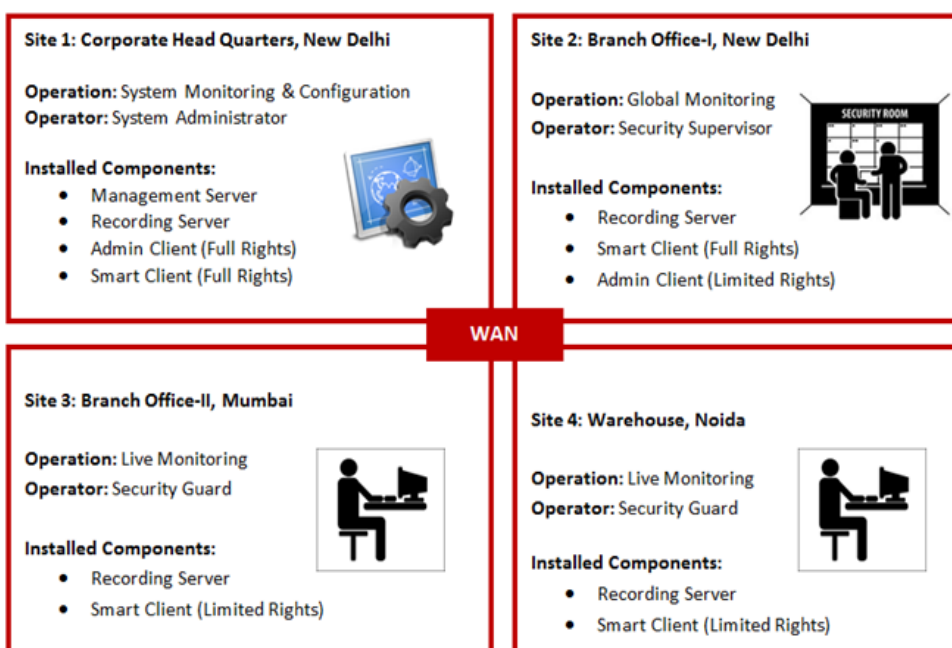 Site 1: Corporate Head Quarters, New Delhi
Operation: System Monitoring & Configuration
Operator: System Administrator
Installed Components:
• Management Server
• Recording Server
• Admin Client (Full Rights)
• Smart Client (Full Rights)
Site 2: Branch Office-I, New Delhi
Operation: Global Monitoring
Operator: Security Supervisor
SECURITY ROOM
Installed Components:
• Recording Server
• Smart Client (Full Rights)
• Admin Client (Limited Rights)
WAN
Site 3: Branch Office-II, Mumbai
Operation: Live Monitoring
Operator: Security Guard
Installed Components:
• Recording Server
• Smart Client (Limited Rights)
Site 4: Warehouse, Noida
Operation: Live Monitoring
Operator: Security Guard
Installed Components:
• Recording Server
• Smart Client (Limited Rights)